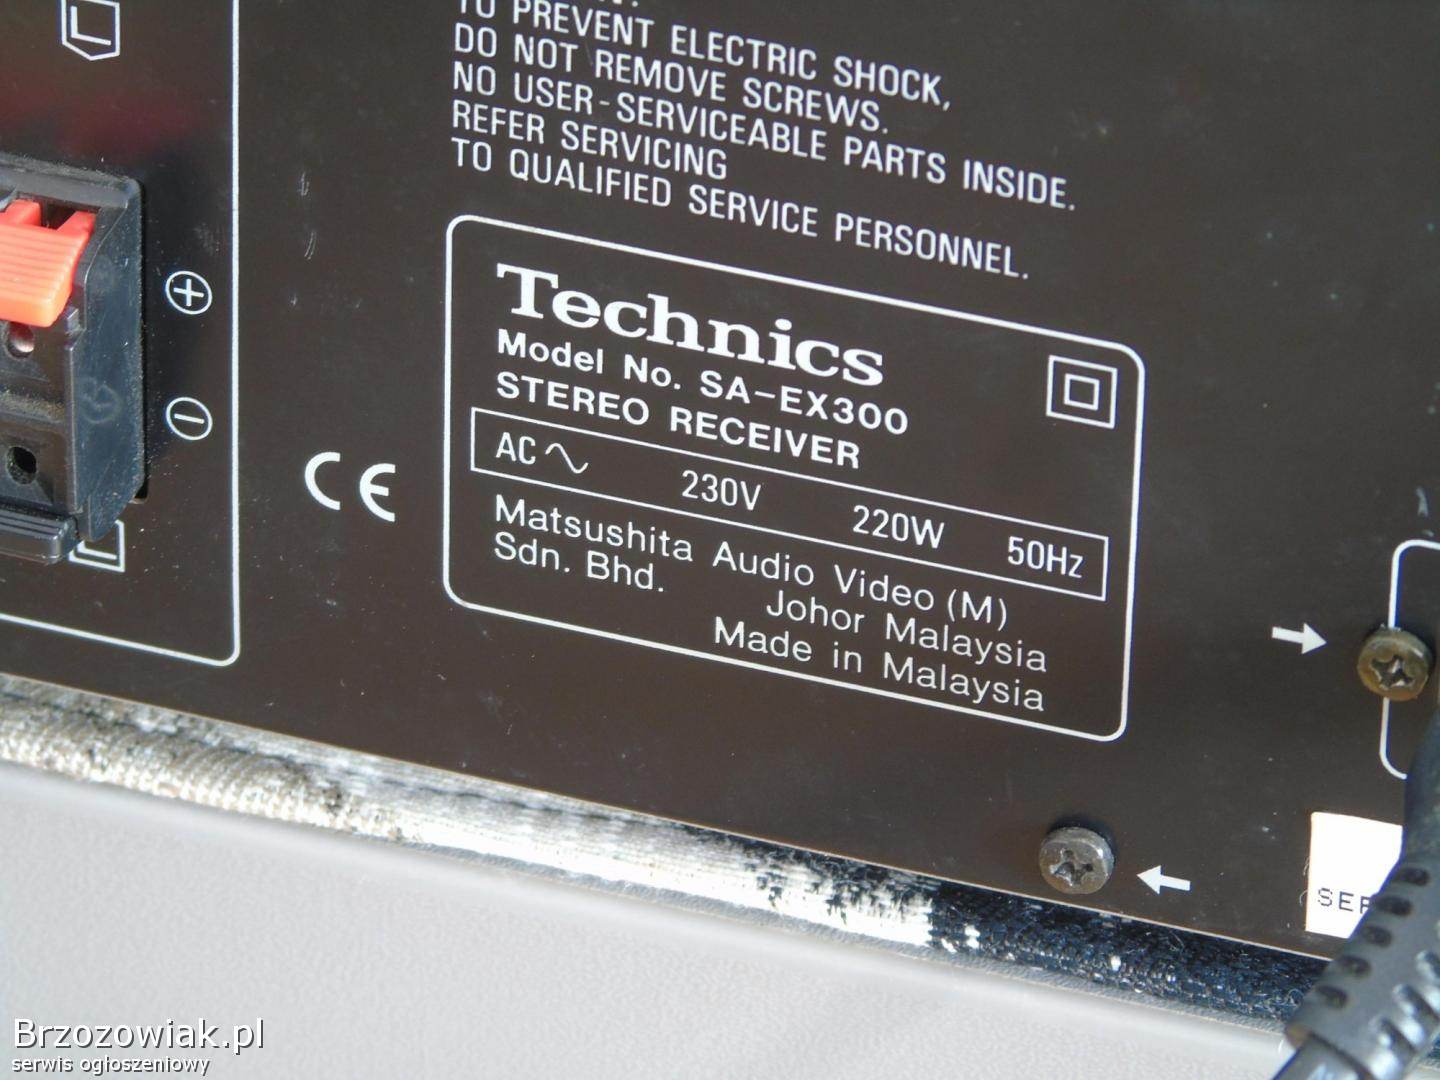 TO PREVENT ELECTRIC SHOCK,
DO NOT REMOVE SCREWS.
NO USER-SERVICEABLE PARTS INSIDE.
REFER SERVICING
TO QUALIFIED SERVICE PERSONNEL.
Technics
Model No. SA-EX300
STEREO RECEIVER
AC 230V 220W 50Hz
Matsushita Audio Video (M)
Sdn. Bhd. Johor Malaysia
Made in Malaysia
CE
L
+
−
L
Brzozowiak.pl
serwis ogłoszeniowy